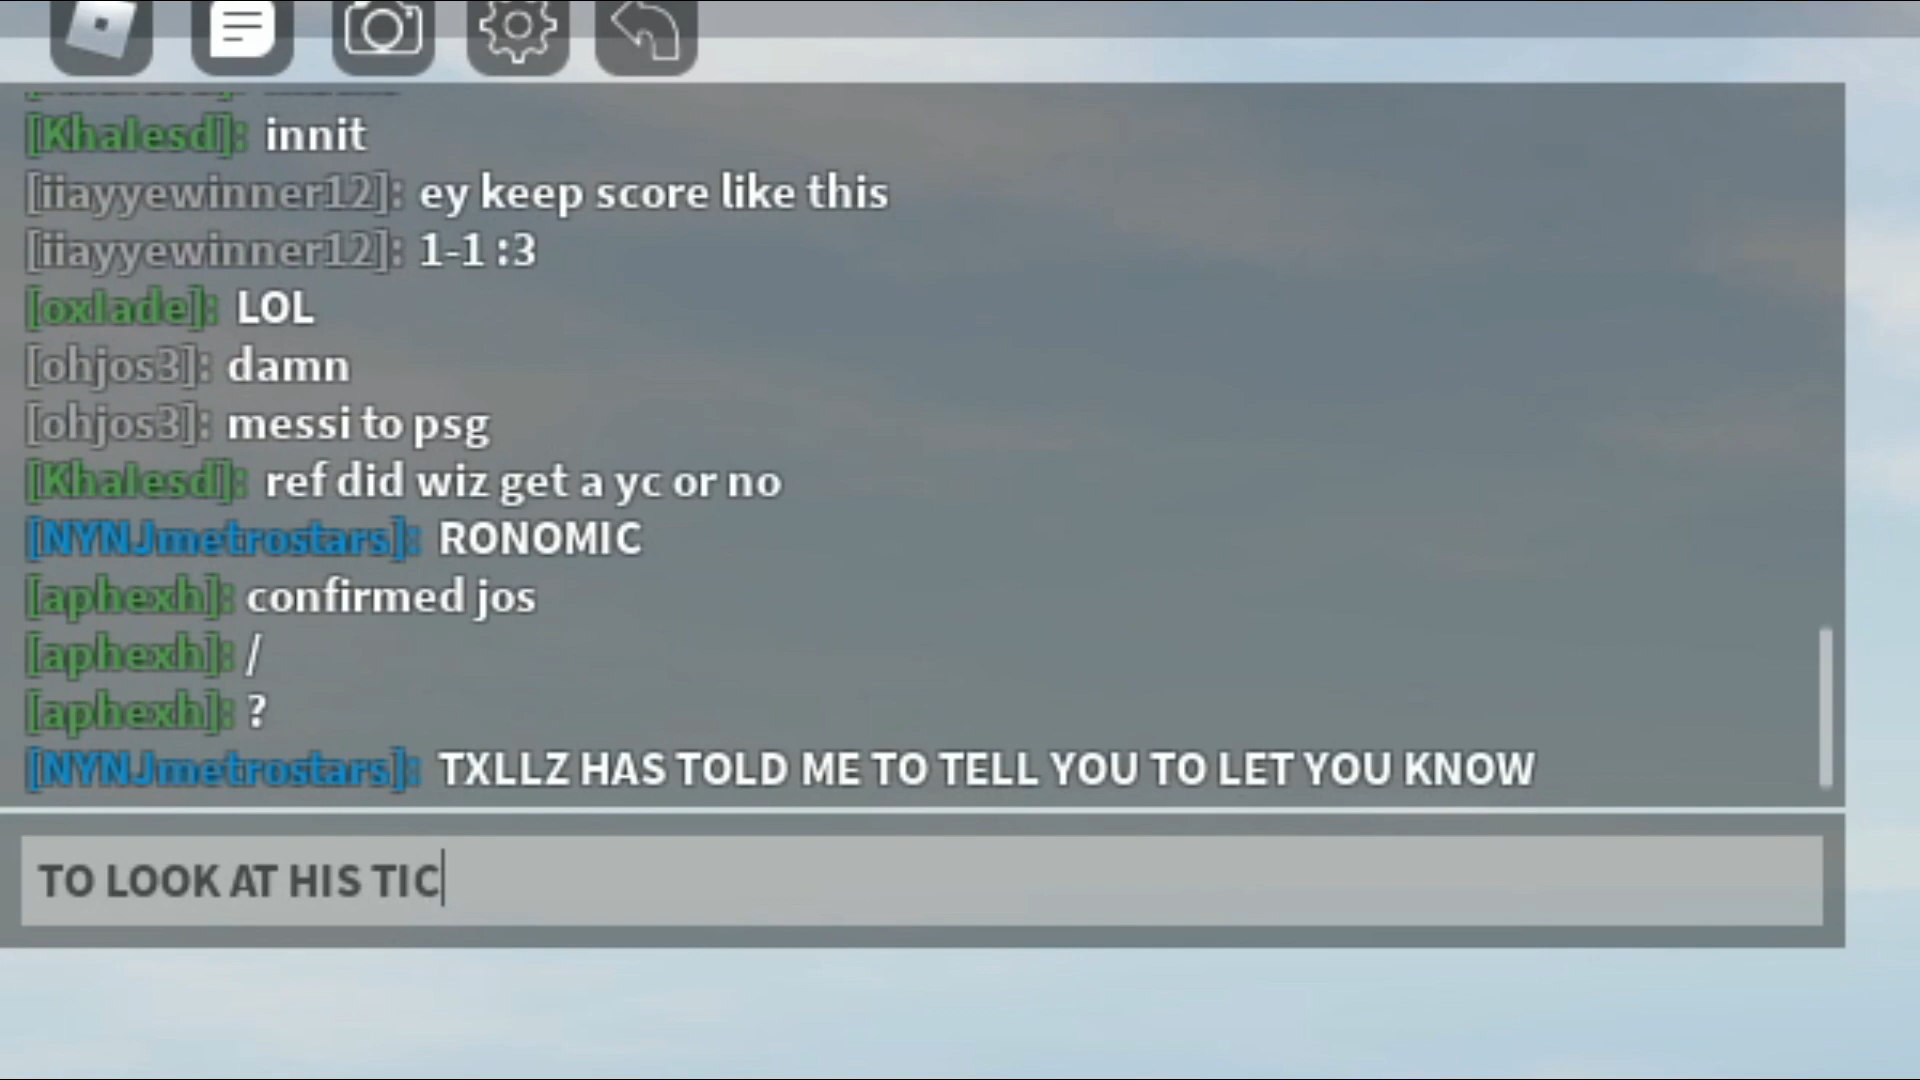 [Khalesd]: innit
[iiayyewinner12]: ey keep score like this
[iiayyewinner12]: 1-1 :3
[oxlade]: LOL
[ohjos3]: damn
[ohjos3]: messi to psg
[Khalesd]: ref did wiz get a yc or no
[NYNJmetrostars]: RONOMIC
[aphexh]: confirmed jos
[aphexh]: /
[aphexh]: ?
[NYNJmetrostars]: TXLLZ HAS TOLD ME TO TELL YOU TO LET YOU KNOW
TO LOOK AT HIS TIC